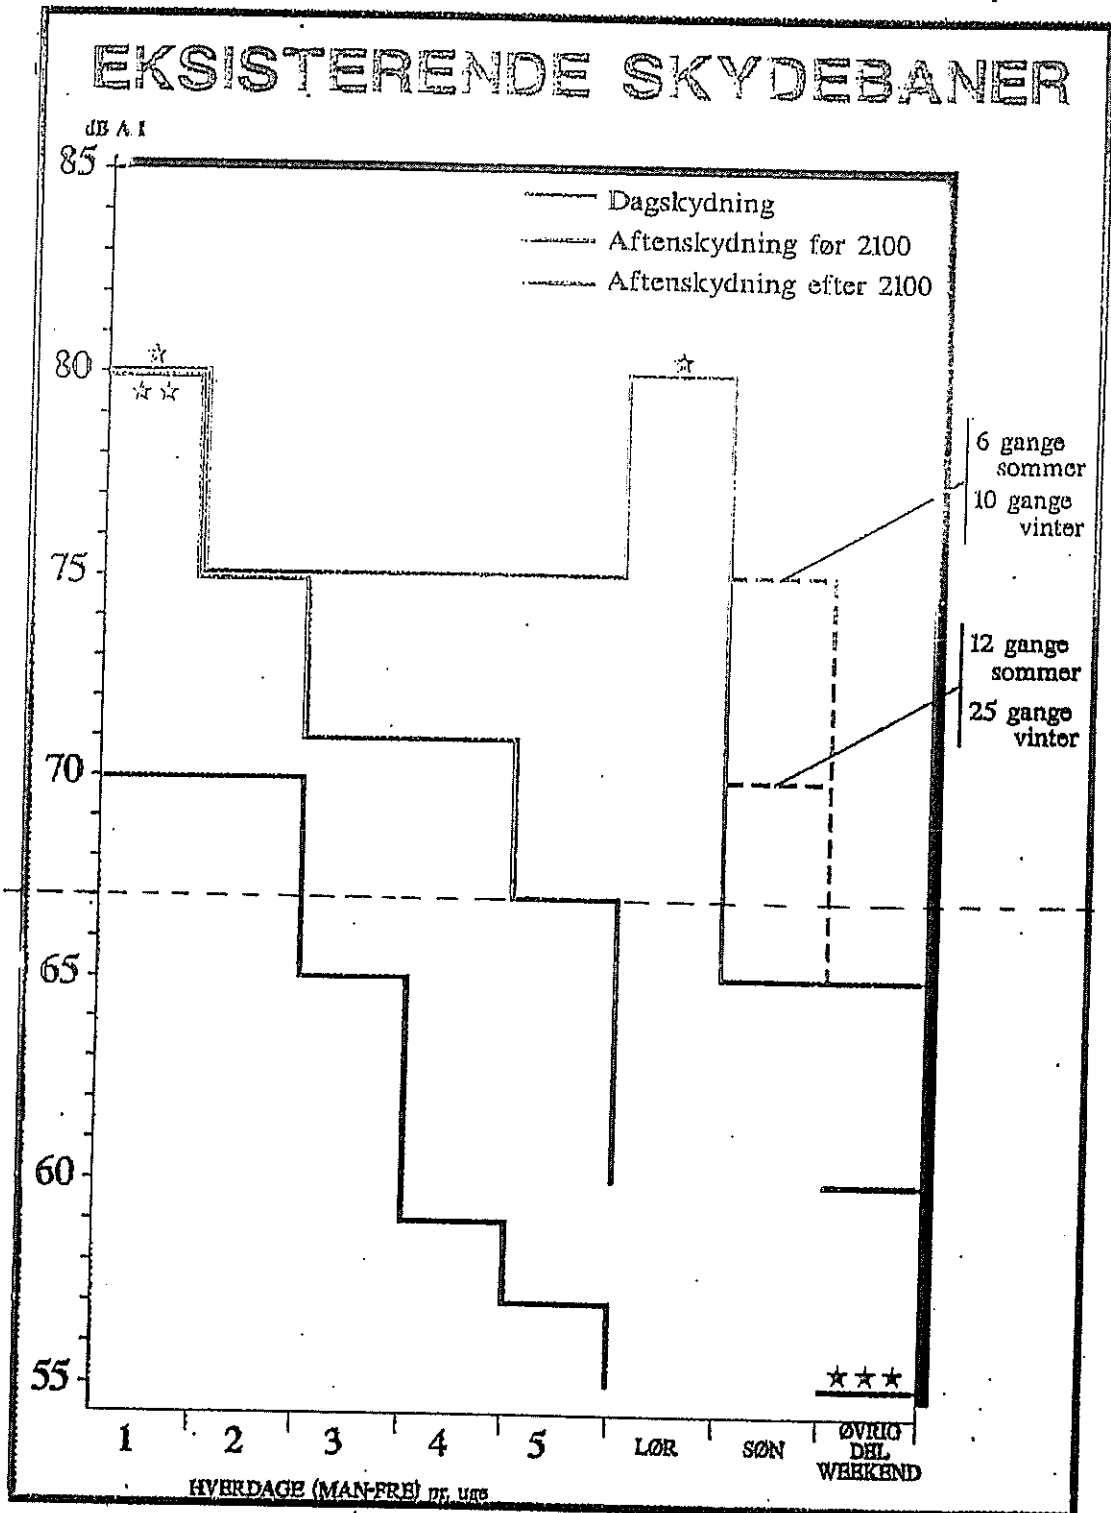 EKSISTERENDE SKYDEBANER
dB A I
85
Dagskydning
Aftenskydning før 2100
Aftenskydning efter 2100
80
☆
☆☆
☆
6 gange
sommer
10 gange
vinter
75
12 gange
sommer
25 gange
vinter
70
65
60
55
★★★
1
2
3
4
5
LØR
SØN
ØVRIG
DEL
WEEKEND
HVERDAGE (MAN-FRE) pr. uge